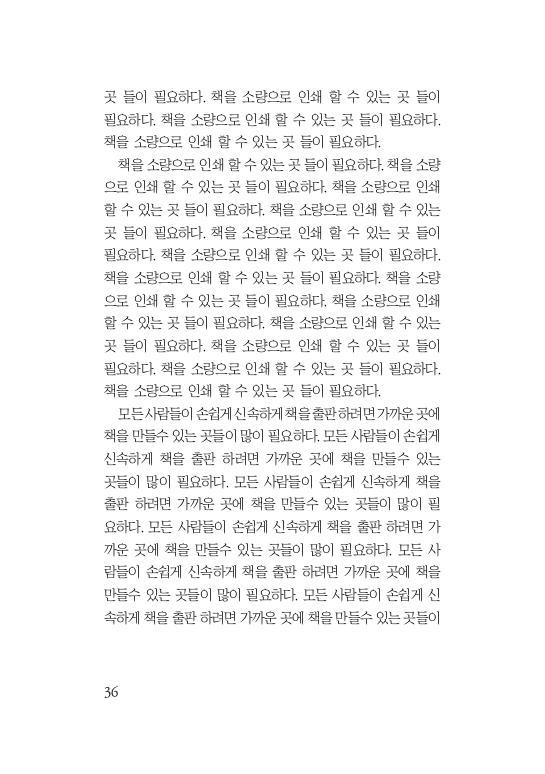 곳 들이 필요하다. 책을 소량으로 인쇄 할 수 있는 곳 들이
필요하다. 책을 소량으로 인쇄 할 수 있는 곳 들이 필요하다.
책을 소량으로 인쇄 할 수 있는 곳 들이 필요하다.
책을 소량으로 인쇄 할 수 있는 곳 들이 필요하다. 책을 소량
으로 인쇄 할 수 있는 곳 들이 필요하다. 책을 소량으로 인쇄
할 수 있는 곳 들이 필요하다. 책을 소량으로 인쇄 할 수 있는
곳 들이 필요하다. 책을 소량으로 인쇄 할 수 있는 곳 들이
필요하다. 책을 소량으로 인쇄 할 수 있는 곳 들이 필요하다.
책을 소량으로 인쇄 할 수 있는 곳 들이 필요하다. 책을 소량
으로 인쇄 할 수 있는 곳 들이 필요하다. 책을 소량으로 인쇄
할 수 있는 곳 들이 필요하다. 책을 소량으로 인쇄 할 수 있는
곳 들이 필요하다. 책을 소량으로 인쇄 할 수 있는 곳 들이
필요하다. 책을 소량으로 인쇄 할 수 있는 곳 들이 필요하다.
책을 소량으로 인쇄 할 수 있는 곳 들이 필요하다.
모든 사람들이 손쉽게 신속하게 책을 출판 하려면 가까운 곳에
책을 만들수 있는 곳들이 많이 필요하다. 모든 사람들이 손쉽게
신속하게 책을 출판 하려면 가까운 곳에 책을 만들수 있는
곳들이 많이 필요하다. 모든 사람들이 손쉽게 신속하게 책을
출판 하려면 가까운 곳에 책을 만들수 있는 곳들이 많이 필
요하다. 모든 사람들이 손쉽게 신속하게 책을 출판 하려면 가
까운 곳에 책을 만들수 있는 곳들이 많이 필요하다. 모든 사
람들이 손쉽게 신속하게 책을 출판 하려면 가까운 곳에 책을
만들수 있는 곳들이 많이 필요하다. 모든 사람들이 손쉽게 신
속하게 책을 출판 하려면 가까운 곳에 책을 만들수 있는 곳들이
36